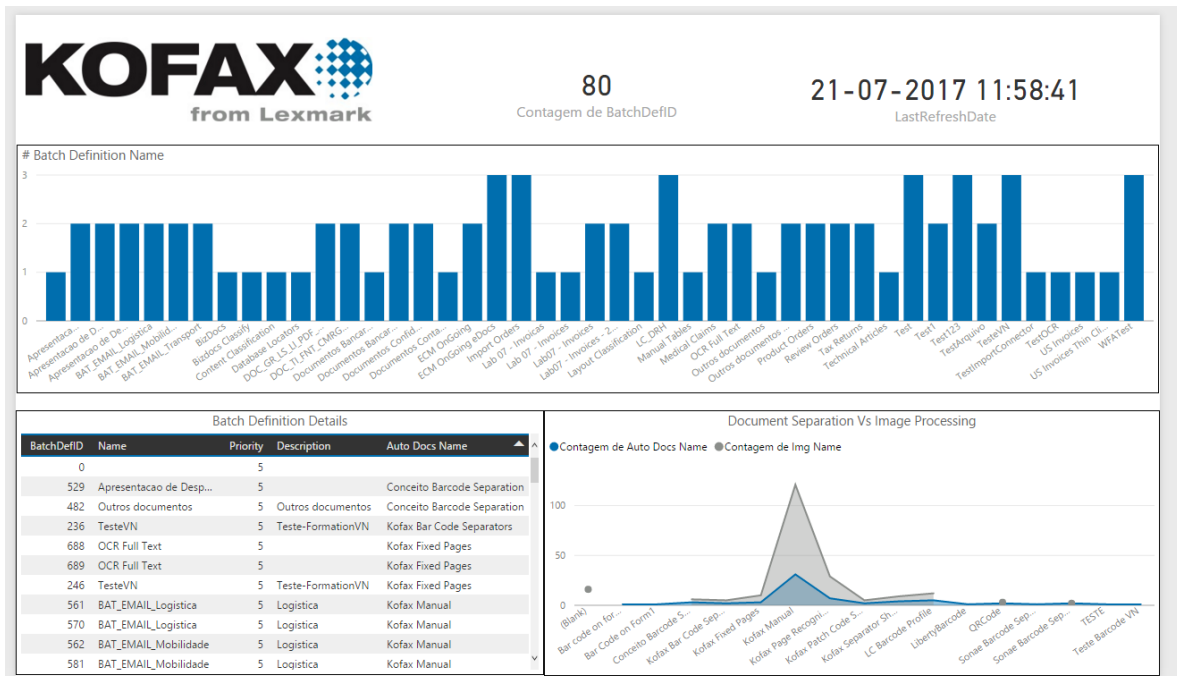 KOFAX
from Lexmark
80
Contagem de BatchDefID
21-07-2017 11:58:41
LastRefreshDate
# Batch Definition Name
3
2
1
0
Apresentaca...
Apresentacao de D...
Apresentacao de De...
BAT_EMAIL_Logistica
BAT_EMAIL_Mobilid...
BAT_EMAIL_Transport
BizDocs
Bizdocs Classify
Content Classification
Database Locators
DOC_GR_LS_LI_PDF_...
DOC_TI_FNT_CMRG...
Documentos Bancar...
Documentos Bancar...
Documentos Confid...
Documentos Conta...
ECM OnGoing
ECM OnGoing eDocs
Import Orders
Lab 07 - Invoicas
Lab 07 - Invoices
Lab07 - Invoices
Lab07 - Invoices - 2...
Layout Classification
LC_DRH
Manual Tables
Medical Claims
OCR Full Text
Outros documentos
Outros documentos ...
Product Orders
Review Orders
Tax Returns
Technical Articles
Test
Test1
Test123
TestArquivo
TesteVN
TestImportConnector
TestOCR
US Invoices
US Invoices Thin Cli...
WFATest
Batch Definition Details
BatchDefID Name Priority Description Auto Docs Name
0 5
529 Apresentacao de Desp... 5 Conceito Barcode Separation
482 Outros documentos 5 Outros documentos Conceito Barcode Separation
236 TesteVN 5 Teste-FormationVN Kofax Bar Code Separators
688 OCR Full Text 5 Kofax Fixed Pages
689 OCR Full Text 5 Kofax Fixed Pages
246 TesteVN 5 Teste-FormationVN Kofax Fixed Pages
561 BAT_EMAIL_Logistica 5 Logistica Kofax Manual
570 BAT_EMAIL_Logistica 5 Logistica Kofax Manual
562 BAT_EMAIL_Mobilidade 5 Logistica Kofax Manual
581 BAT_EMAIL_Mobilidade 5 Logistica Kofax Manual
Document Separation Vs Image Processing
Contagem de Auto Docs Name Contagem de Img Name
100
50
0
(Blank)
Bar code on for...
Bar Code on Form1
Conceito Barcode S...
Kofax Bar Code Sep...
Kofax Fixed Pages
Kofax Manual
Kofax Page Recogni...
Kofax Patch Code S...
Kofax Separator Sh...
LC Barcode Profile
LibertyBarcode
QRCode
Sonae Barcode Sep...
Sonae Barcode Sep...
TESTE
Teste Barcode VN